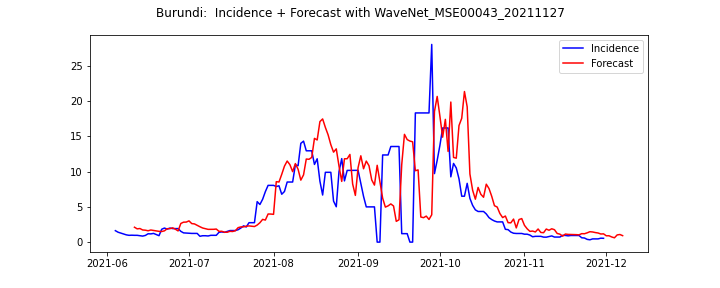 Burundi:  Incidence + Forecast with WaveNet_MSE00043_20211127
Incidence
Forecast
25
20
15
10
5
0
2021-06 2021-07 2021-08 2021-09 2021-10 2021-11 2021-12